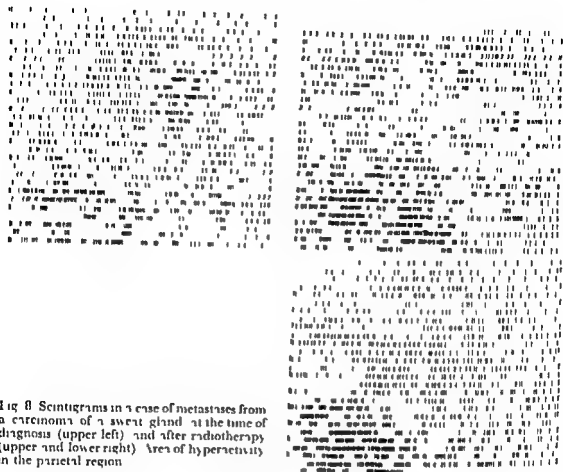 Fig 8 Scintigrams in a case of metastases from
a carcinoma of a sweat gland at the time of
diagnosis (upper left) and after radiotherapy
(upper and lower right) Area of hyperactivity
in the parietal region